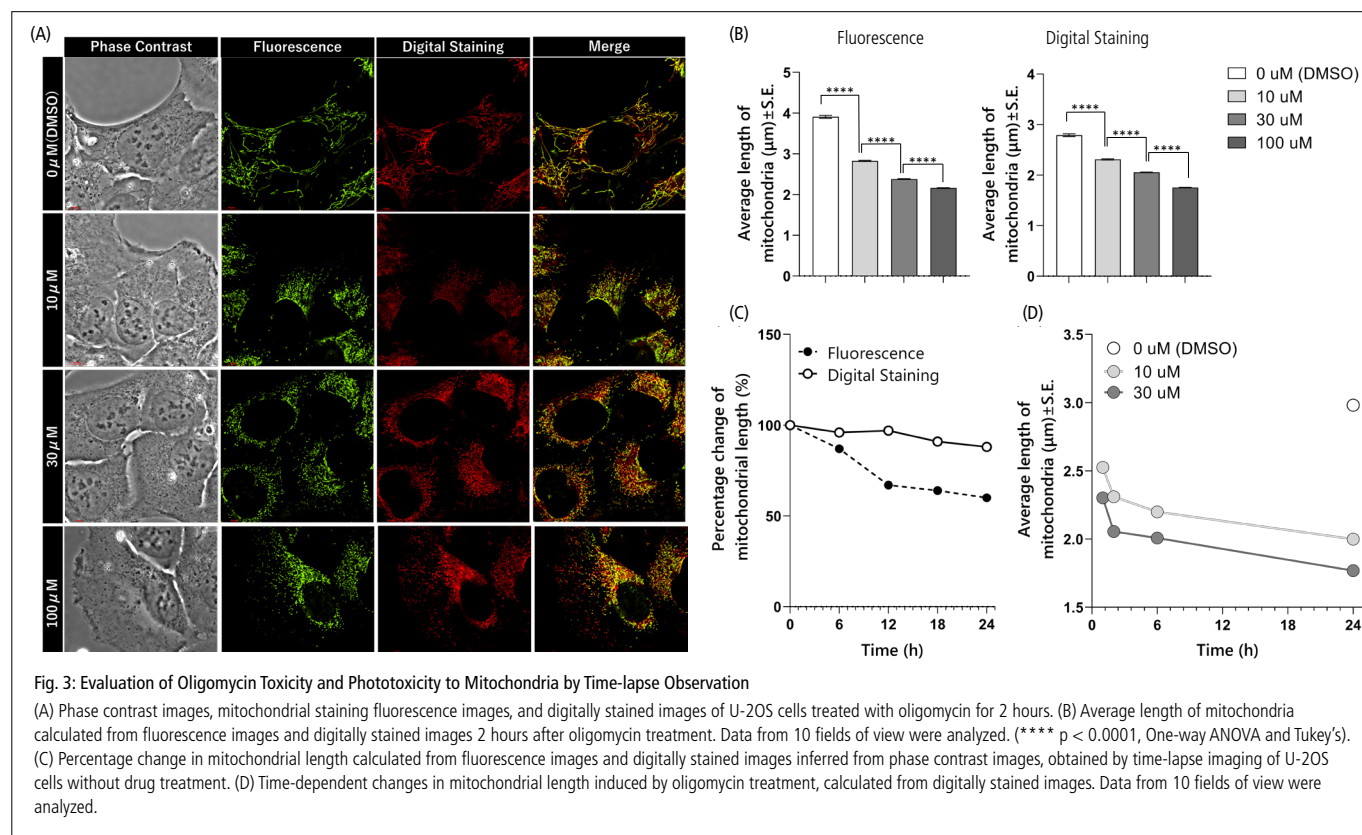 (A)
Phase Contrast
Fluorescence
Digital Staining
Merge
0 μM(DMSO)
10 μM
30 μM
100 μM
(B)
Fluorescence
Digital Staining
Average length of
mitochondria (μm)±S.E.
5
4
3
2
1
0
****
****
****
Average length of
mitochondria (μm)±S.E.
4
3
2
1
0
****
****
****
0 uM (DMSO)
10 uM
30 uM
100 uM
(C)
Percentage change of
mitochondrial length (%)
150
100
50
0
Fluorescence
Digital Staining
0 6 12 18 24
Time (h)
(D)
Average length of
mitochondria (μm)±S.E.
3.5
3.0
2.5
2.0
1.5
0 uM (DMSO)
10 uM
30 uM
0 6 12 18 24
Time (h)
Fig. 3: Evaluation of Oligomycin Toxicity and Phototoxicity to Mitochondria by Time-lapse Observation
(A) Phase contrast images, mitochondrial staining fluorescence images, and digitally stained images of U-2OS cells treated with oligomycin for 2 hours. (B) Average length of mitochondria
calculated from fluorescence images and digitally stained images 2 hours after oligomycin treatment. Data from 10 fields of view were analyzed. (**** p < 0.0001, One-way ANOVA and Tukey's).
(C) Percentage change in mitochondrial length calculated from fluorescence images and digitally stained images inferred from phase contrast images, obtained by time-lapse imaging of U-2OS
cells without drug treatment. (D) Time-dependent changes in mitochondrial length induced by oligomycin treatment, calculated from digitally stained images. Data from 10 fields of view were
analyzed.